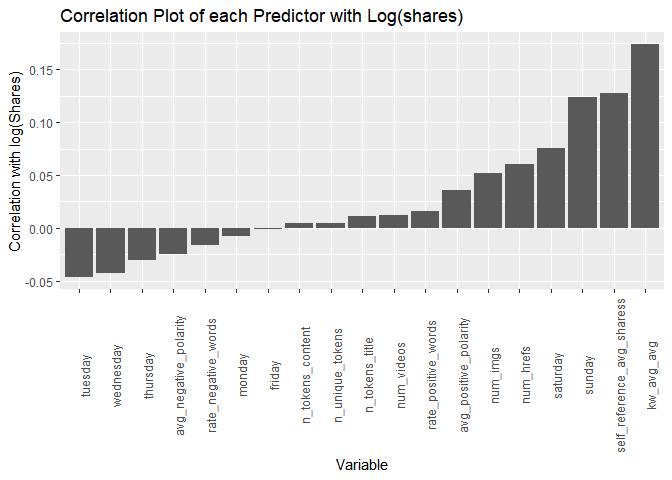 Correlation Plot of each Predictor with Log(shares)
Correlation with log(Shares)
0.15
0.10
0.05
0.00
-0.05
tuesday
wednesday
thursday
avg_negative_polarity
rate_negative_words
monday
friday
n_tokens_content
n_unique_tokens
n_tokens_title
num_videos
rate_positive_words
avg_positive_polarity
num_imgs
num_hrefs
saturday
sunday
self_reference_avg_sharess
kw_avg_avg
Variable